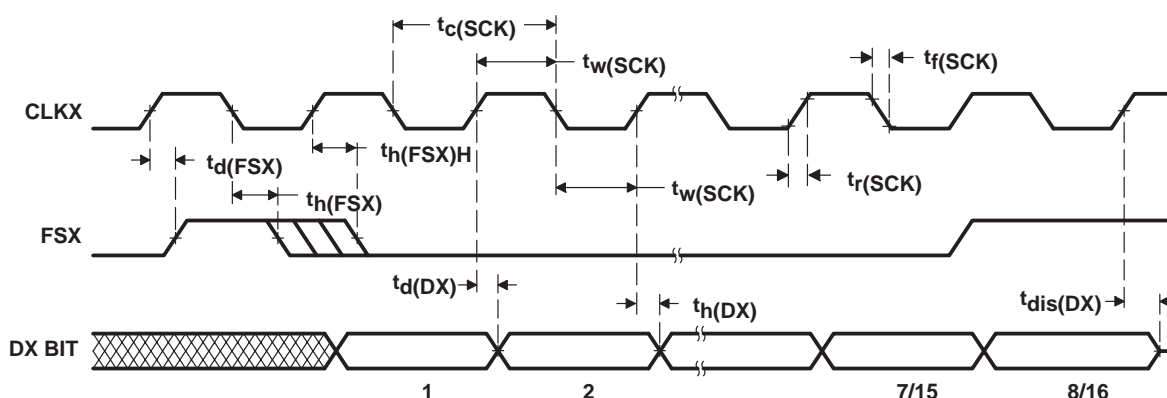 tc(SCK)
tw(SCK)
tf(SCK)
CLKX
td(FSX)
th(FSX)H
th(FSX)
tw(SCK)
tr(SCK)
FSX
td(DX)
th(DX)
tdis(DX)
DX BIT
1 2 7/15 8/16